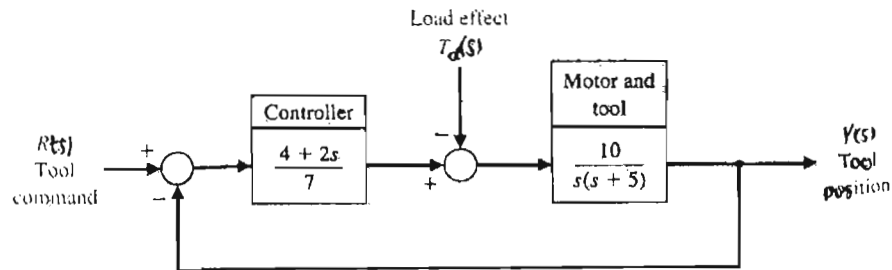 Load effect
T_d(S)
Motor and
tool
Controller
R(s)
Tool
command
+
−
4 + 2s
7
−
+
10
s(s + 5)
Y(s)
Tool
position